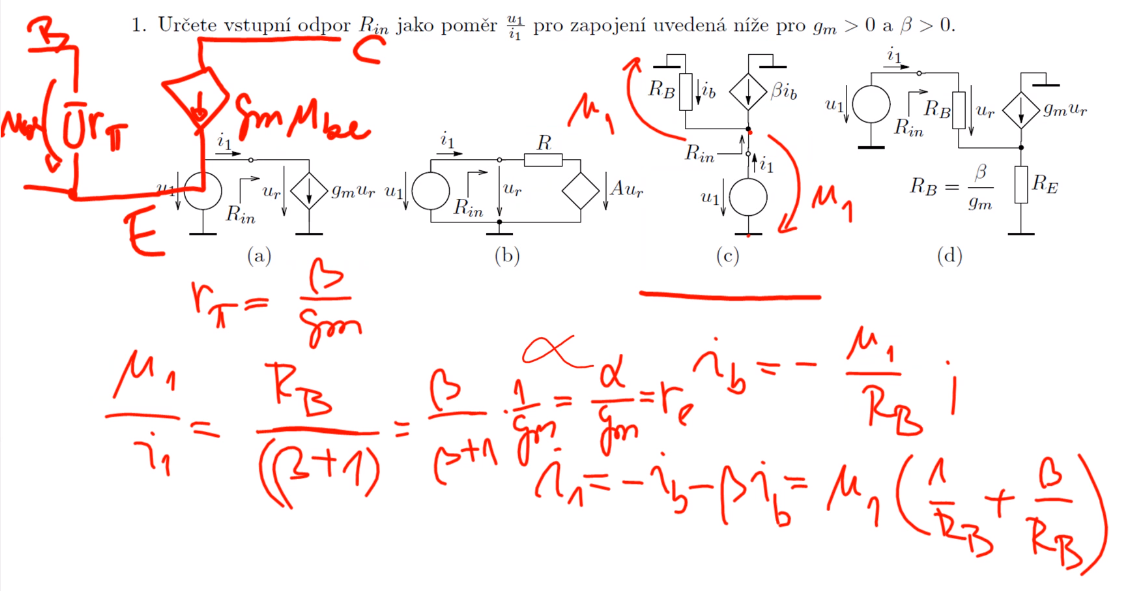 1. Určete vstupní odpor R_in jako poměr u_1/i_1 pro zapojení uvedená níže pro g_m > 0 a β > 0.
B
C
r_π
g_m u_be
E
i_1
u_1
R_in
u_r
g_m u_r
(a)
i_1
R
u_1
R_in
u_r
Au_r
(b)
u_1
R_B
i_b
βi_b
R_in
i_1
u_1
u_1
(c)
i_1
u_1
R_in
R_B
u_r
g_m u_r
R_B = β/g_m
R_E
(d)
r_π = β/g_m
α
u_1/i_1 = R_B/(β+1) = β/(β+1) · 1/g_m = α/g_m = r_e
i_b = - u_1/R_B ;
i_1 = -i_b - βi_b = u_1 (1/R_B + β/R_B)